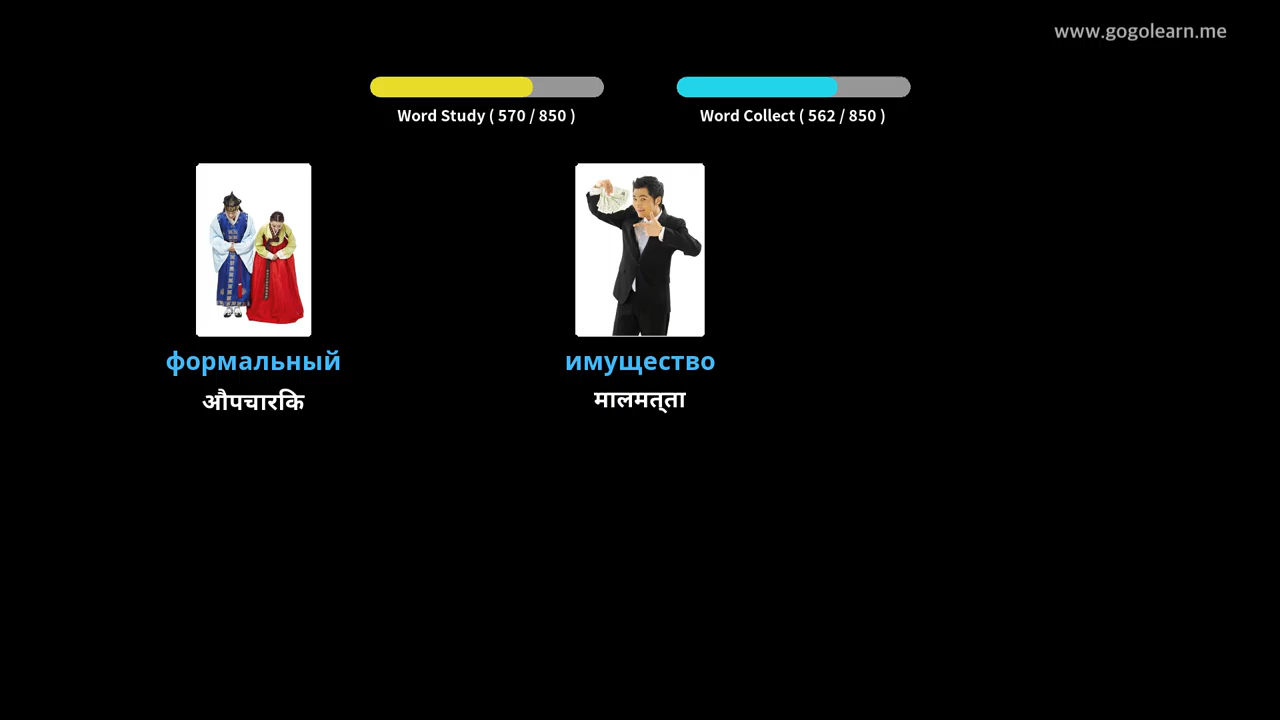 www.gogolearn.me
Word Study ( 570 / 850 )
Word Collect ( 562 / 850 )
формальный
имущество
औपचारिक
मालमत्ता